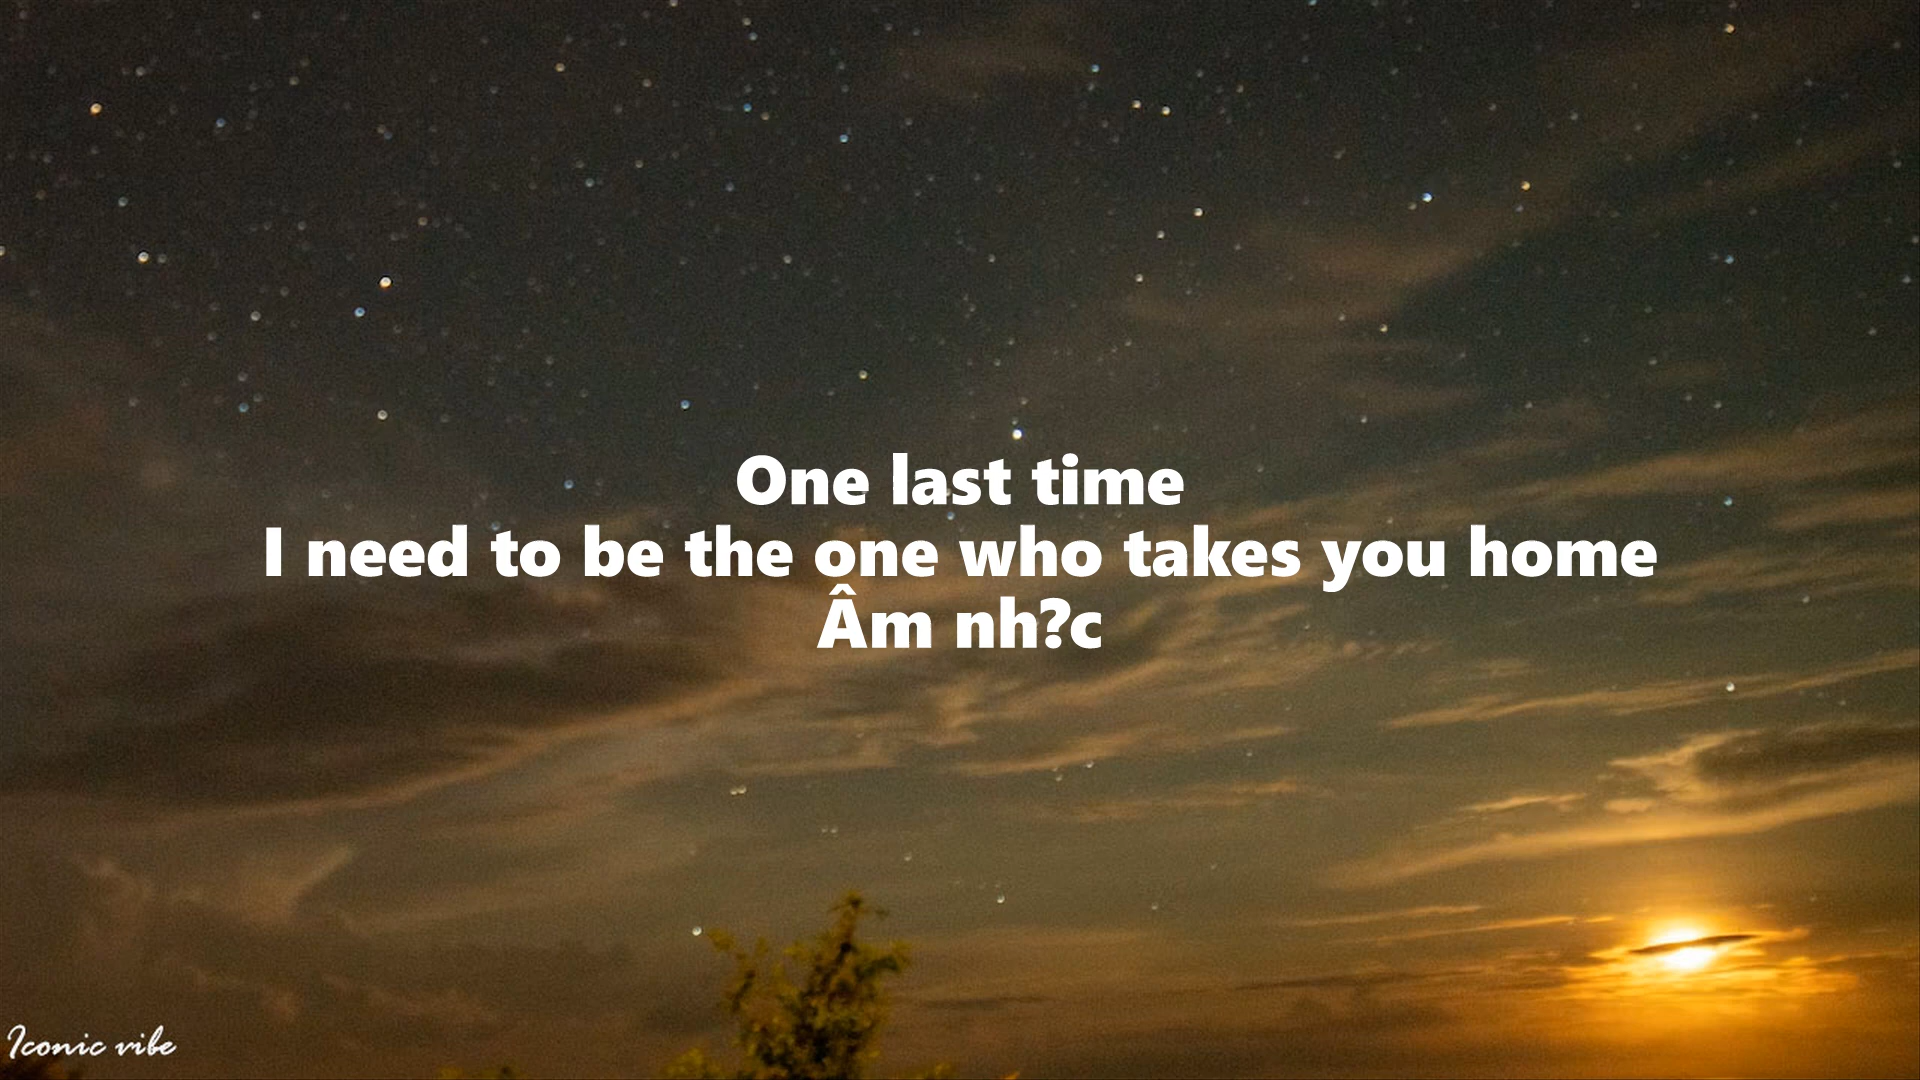 One last time
I need to be the one who takes you home
Âm nh?c
Iconic vibe